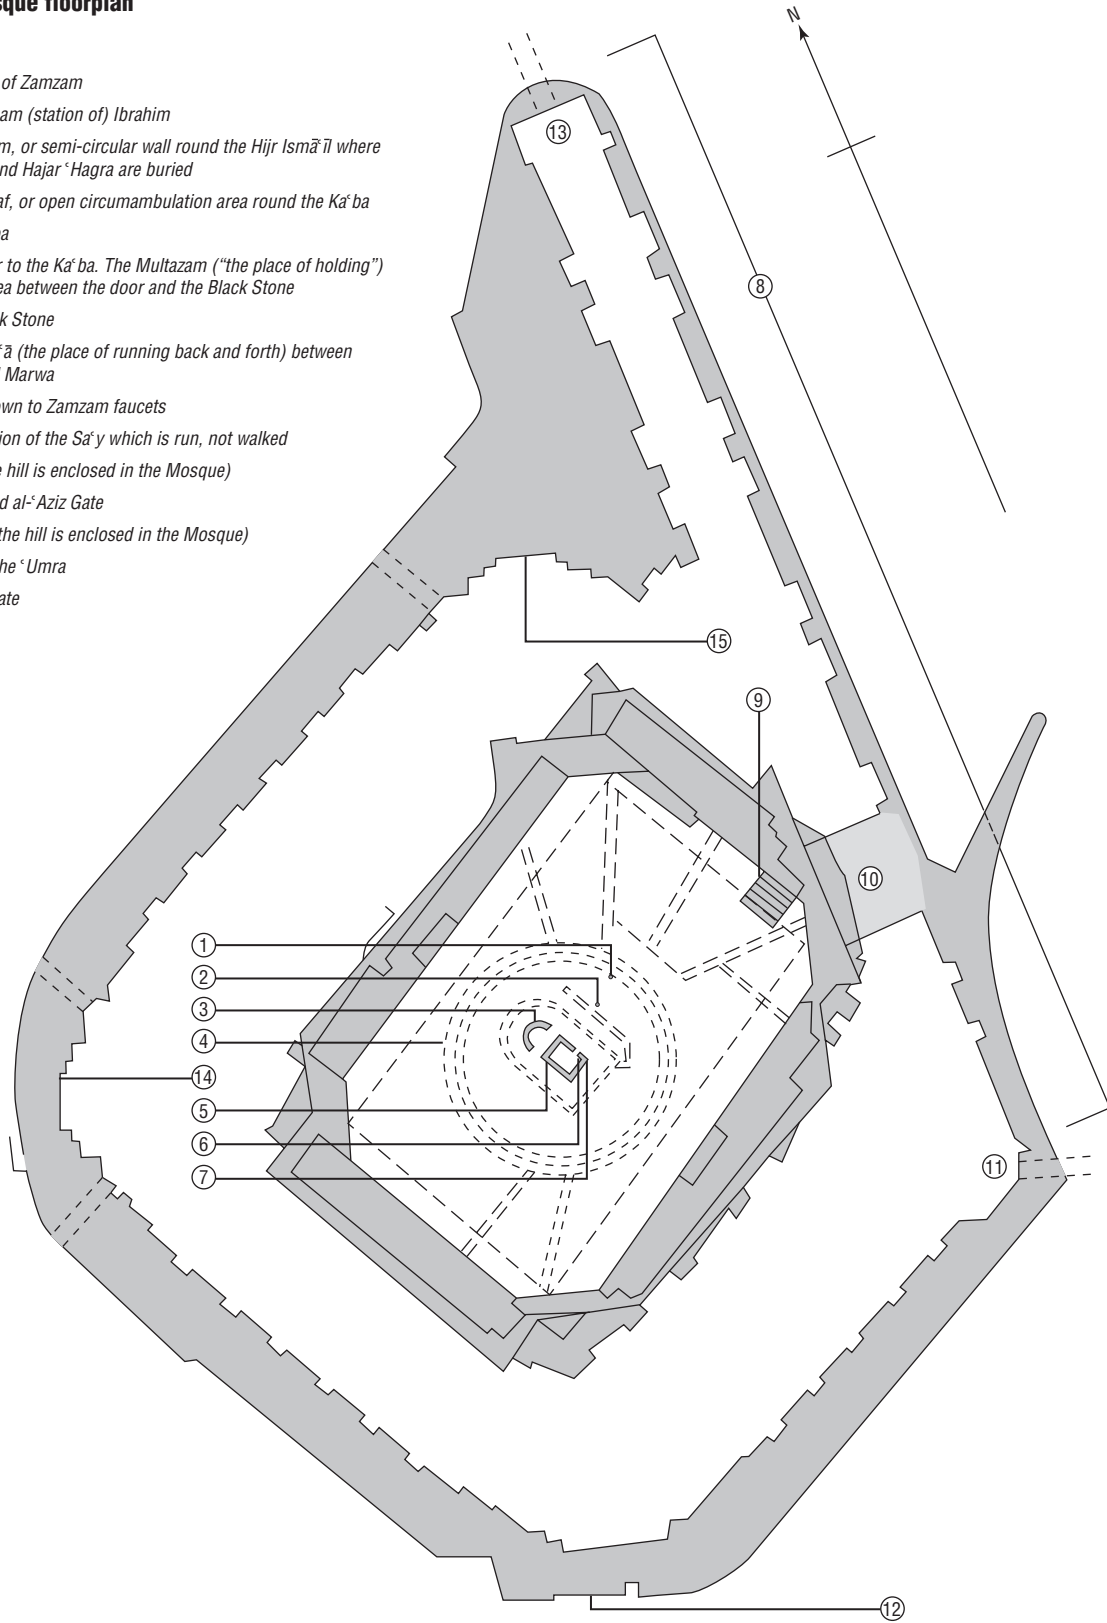 sque floorplan
of Zamzam
am (station of) Ibrahim
m, or semi-circular wall round the Hijr Ismāʿīl where
nd Hajar ʿHagra are buried
af, or open circumambulation area round the Kaʿba
a
r to the Kaʿba. The Multazam (“the place of holding”)
ea between the door and the Black Stone
k Stone
ʿā (the place of running back and forth) between
Marwa
own to Zamzam faucets
ion of the Saʿy which is run, not walked
e hill is enclosed in the Mosque)
d al-ʿAziz Gate
the hill is enclosed in the Mosque)
he ʿUmra
ate
N
13
8
15
9
10
1
2
3
4
14
5
6
7
11
12